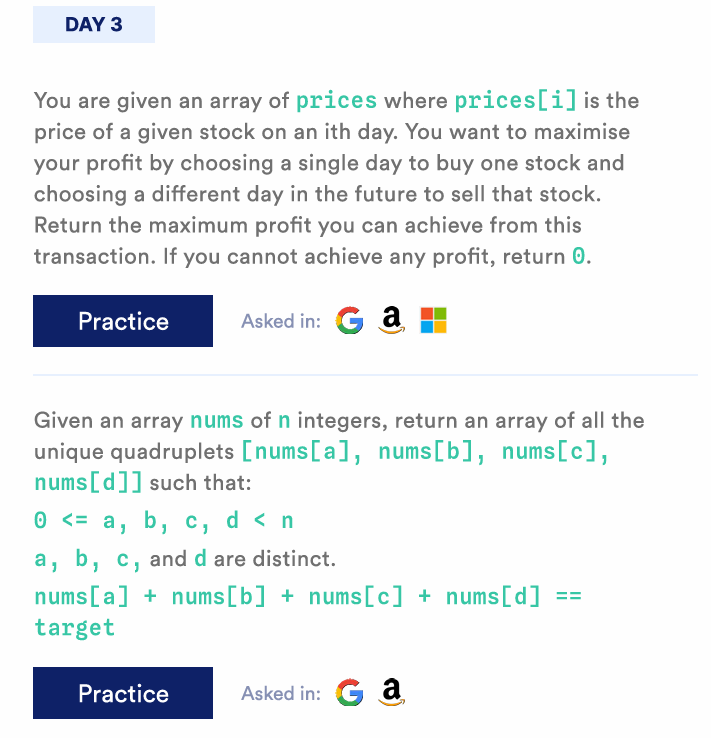 DAY 3
You are given an array of prices where prices[i] is the
price of a given stock on an ith day. You want to maximise
your profit by choosing a single day to buy one stock and
choosing a different day in the future to sell that stock.
Return the maximum profit you can achieve from this
transaction. If you cannot achieve any profit, return 0.
Practice Asked in: G a
Given an array nums of n integers, return an array of all the
unique quadruplets [nums[a], nums[b], nums[c],
nums[d]] such that:
0 <= a, b, c, d < n
a, b, c, and d are distinct.
nums[a] + nums[b] + nums[c] + nums[d] ==
target
Practice Asked in: G a